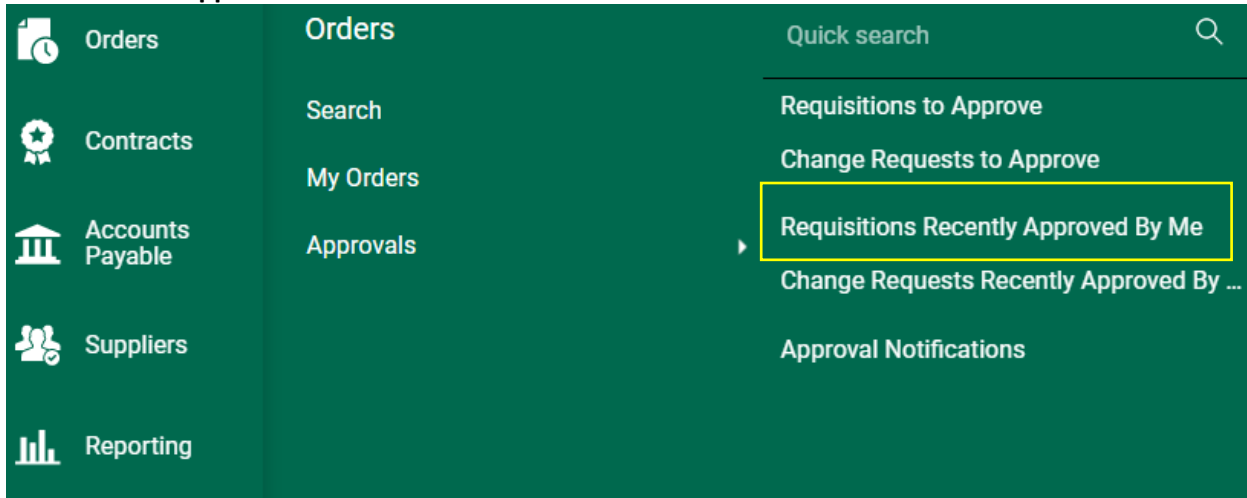 Orders
Contracts
Accounts
Payable
Suppliers
Reporting
Orders
Search
My Orders
Approvals
Quick search
Requisitions to Approve
Change Requests to Approve
Requisitions Recently Approved By Me
Change Requests Recently Approved By ...
Approval Notifications